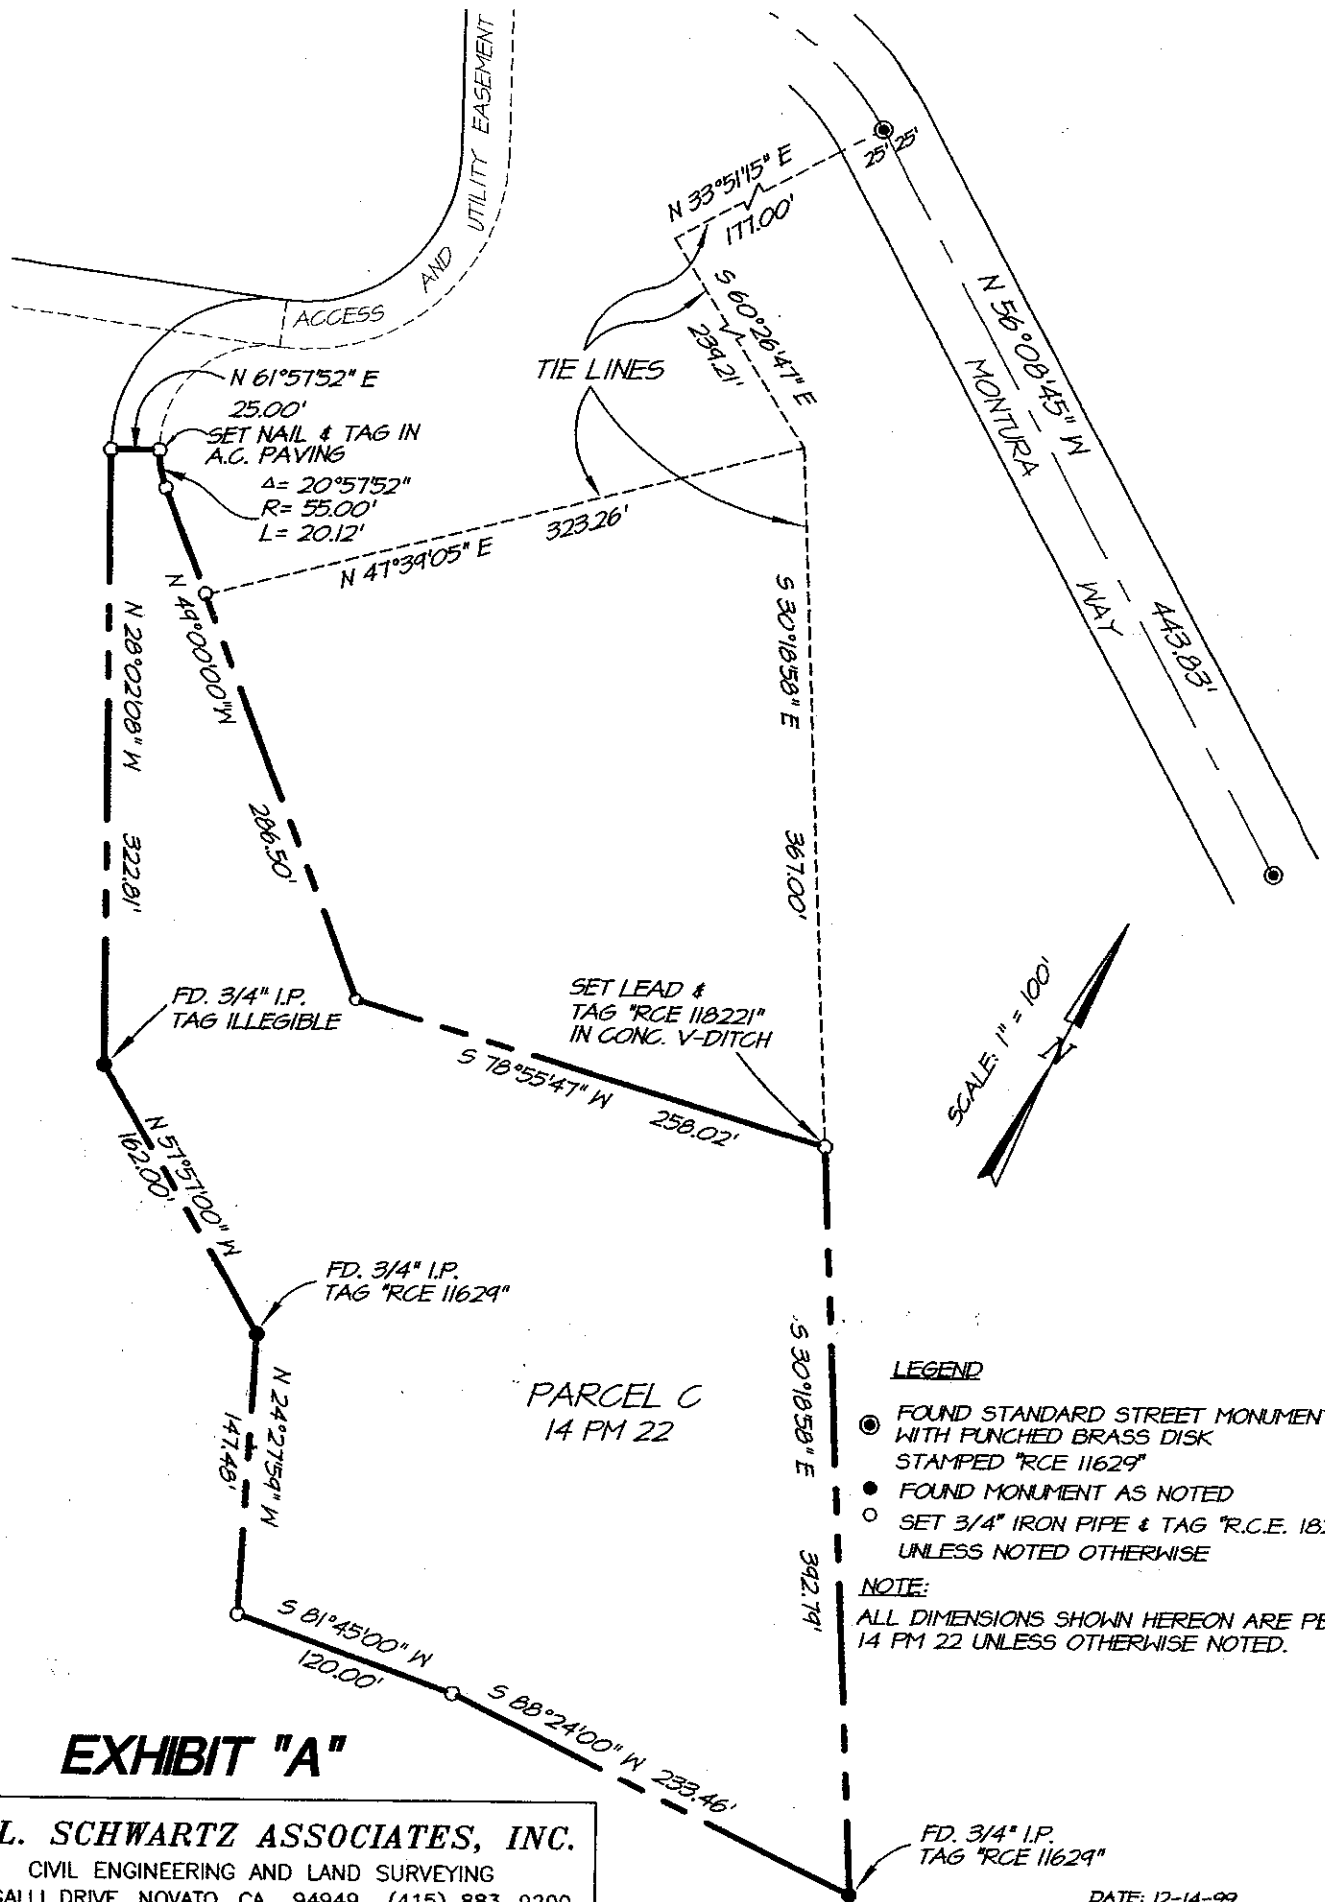 AND UTILITY EASEMENT
ACCESS
N 33°51'15" E
177.00'
25' 25'
S 60°26'47" E
239.21'
N 56°08'45" W
MONTURA
WAY
443.83'
TIE LINES
N 61°57'52" E
25.00'
SET NAIL & TAG IN
A.C. PAVING
Δ= 20°57'52"
R= 55.00'
L= 20.12'
N 47°39'05" E
323.26'
N 28°02'08" W
322.81'
N 49°00'00" W
286.50'
S 30°18'58" E
367.00'
FD. 3/4" I.P.
TAG ILLEGIBLE
SET LEAD &
TAG "RCE 118221"
IN CONC. V-DITCH
S 78°55'47" W
258.02'
SCALE: 1" = 100'
N
N 57°57'00" W
162.00'
FD. 3/4" I.P.
TAG "RCE 11629"
N 24°27'59" W
147.48'
PARCEL C
14 PM 22
S 30°18'58" E
392.79'
LEGEND
FOUND STANDARD STREET MONUMENT
WITH PUNCHED BRASS DISK
STAMPED "RCE 11629"
FOUND MONUMENT AS NOTED
SET 3/4" IRON PIPE & TAG "R.C.E.
UNLESS NOTED OTHERWISE
NOTE:
ALL DIMENSIONS SHOWN HEREON ARE
14 PM 22 UNLESS OTHERWISE NOTED.
S 81°45'00" W
120.00'
S 88°24'00" W
233.46'
EXHIBIT "A"
L. SCHWARTZ ASSOCIATES, INC.
CIVIL ENGINEERING AND LAND SURVEYING
DRIVE, NOVATO, CA. 94949 (415) 883-9200
FD. 3/4" I.P.
TAG "RCE 11629"
DATE: 12-14-99